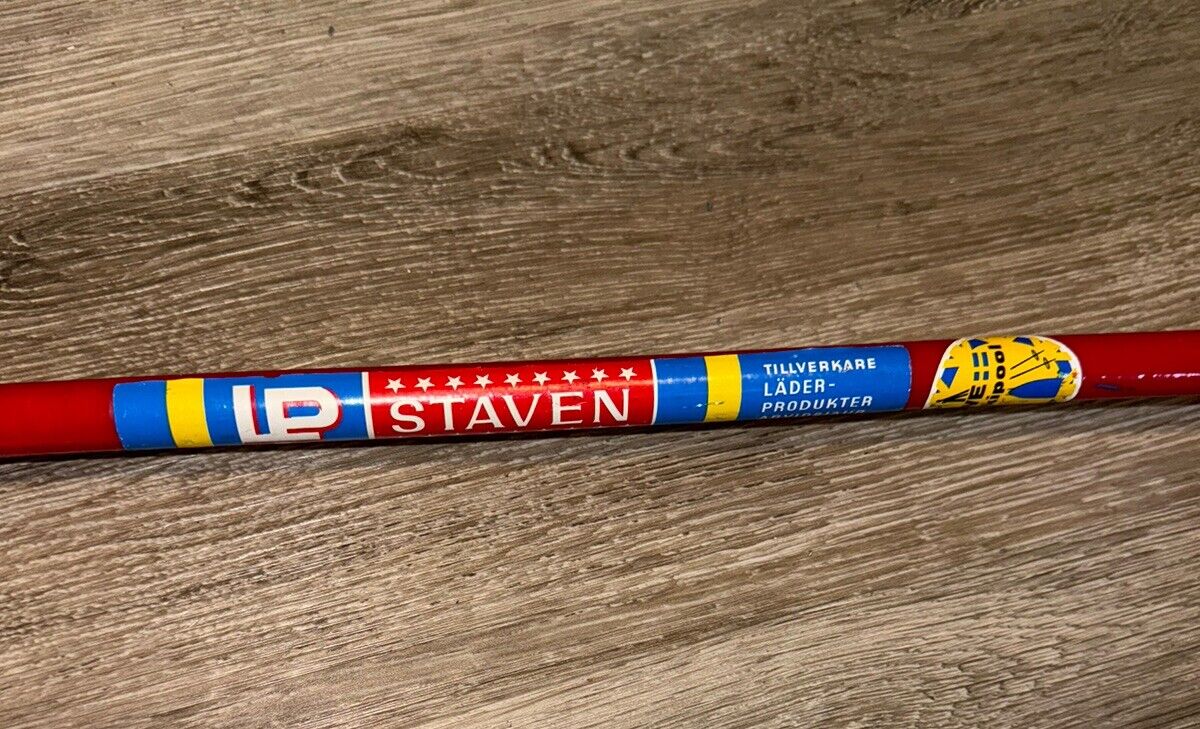 LP
STAVEN
TILLVERKARE
LÄDER-
PRODUKTER